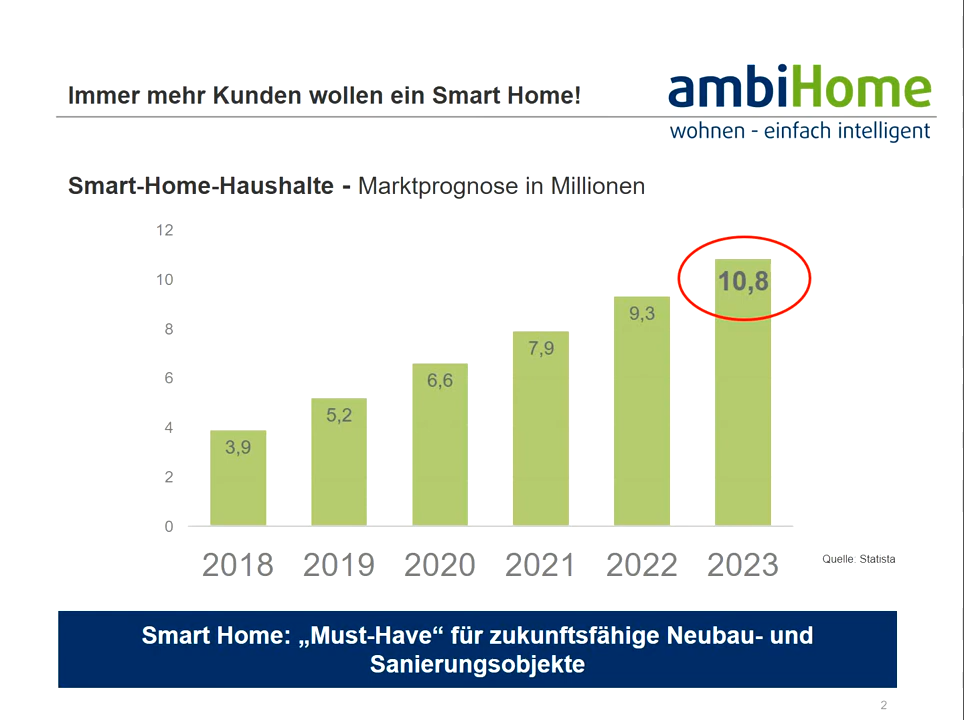 Immer mehr Kunden wollen ein Smart Home!
ambiHome
wohnen - einfach intelligent
Smart-Home-Haushalte - Marktprognose in Millionen
12
10
8
6
4
2
0
3,9
5,2
6,6
7,9
9,3
10,8
2018 2019 2020 2021 2022 2023
Quelle. Statista
Smart Home: „Must-Have“ für zukunftsfähige Neubau- und
Sanierungsobjekte
2